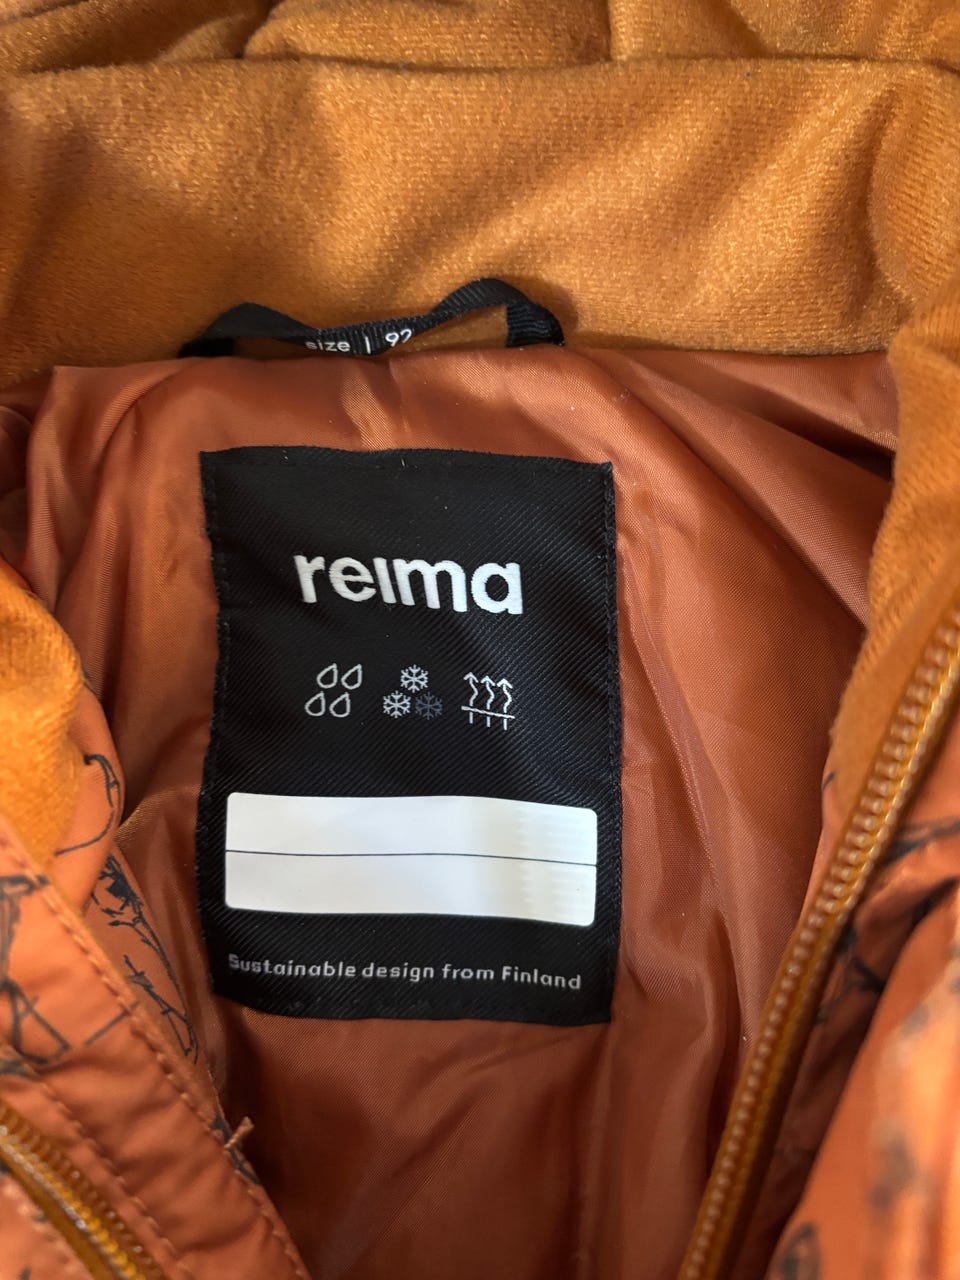 size | 92
reima
Sustainable design from Finland